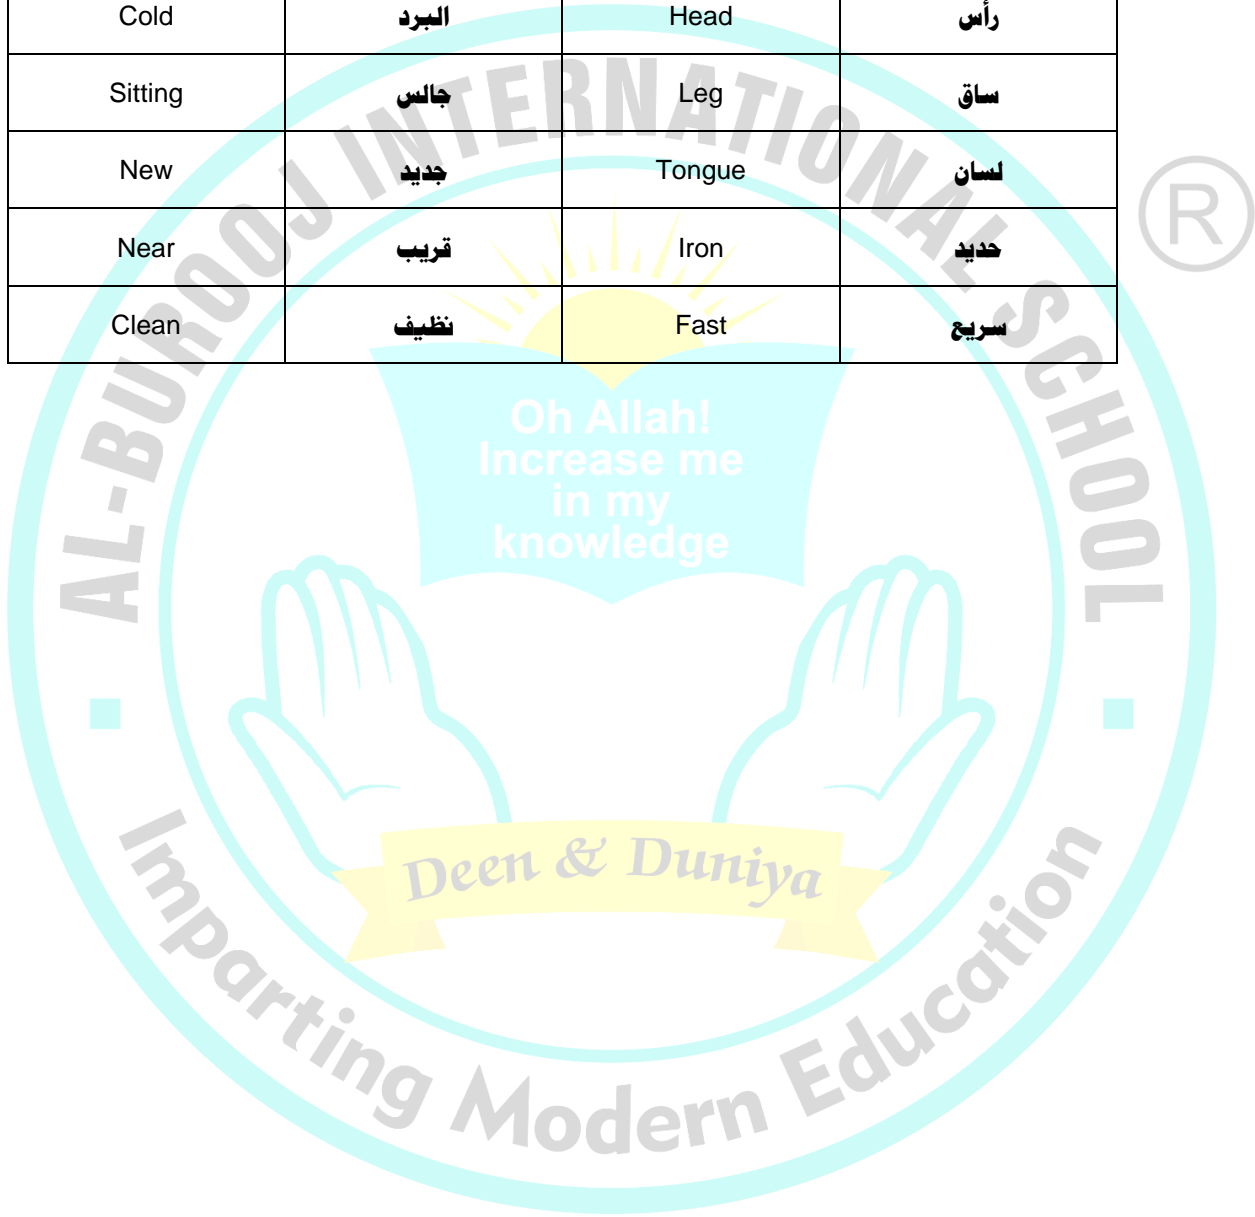 Cold البرد Head رأس
Sitting جالس Leg ساق
New جديد Tongue لسان
Near قريب Iron حديد
Clean نظيف Fast سريع
AL-BUROOJ INTERNATIONAL SCHOOL
®
Oh Allah!
Increase me
in my
knowledge
Deen & Duniya
Imparting Modern Education